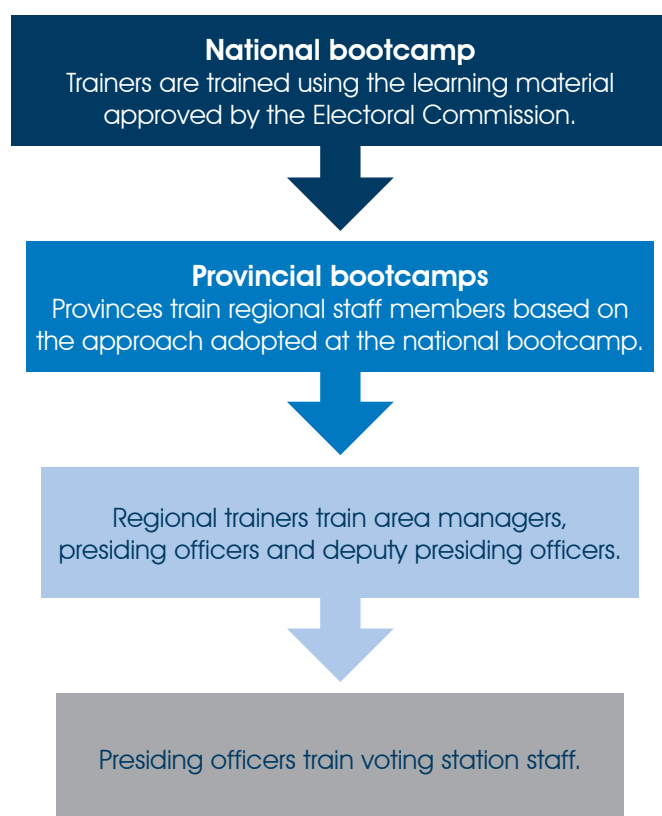 National bootcamp
Trainers are trained using the learning material
approved by the Electoral Commission.
Provincial bootcamps
Provinces train regional staff members based on
the approach adopted at the national bootcamp.
Regional trainers train area managers,
presiding officers and deputy presiding officers.
Presiding officers train voting station staff.